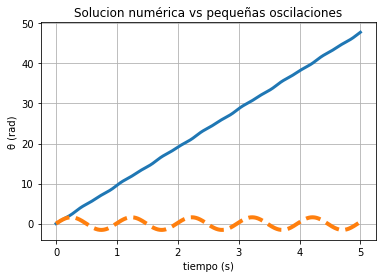 Solucion numérica vs pequeñas oscilaciones
50
40
30
20
10
0
θ (rad)
0 1 2 3 4 5
tiempo (s)